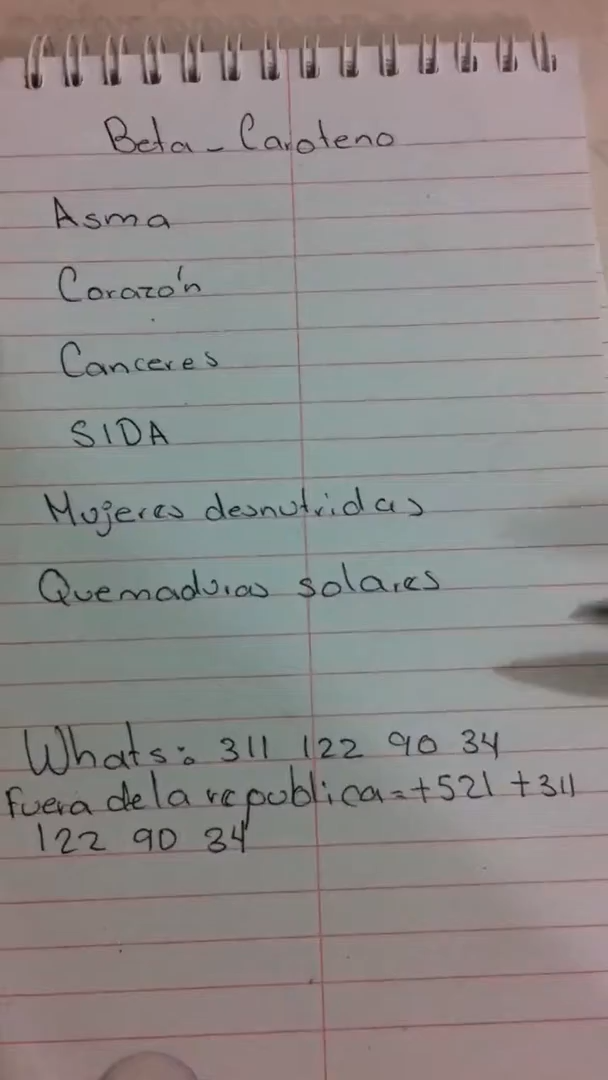 Beta-Caroteno
Asma
Corazón
Canceres
SIDA
Mujeres desnutridas
Quemaduras solares
Whats: 311 122 90 34
Fuera de la republica=+521 +311
122 90 34